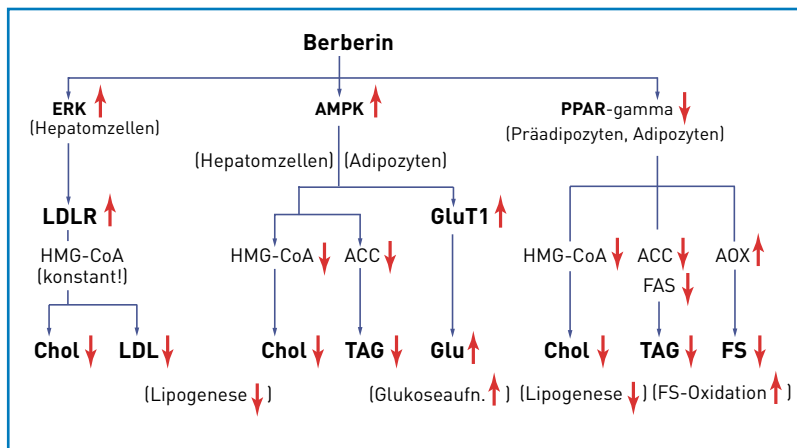 Berberin
ERK AMPK PPAR-gamma
(Hepatomzellen) (Präadipozyten, Adipozyten)
(Hepatomzellen) (Adipozyten)
LDLR GluT1
HMG-CoA HMG-CoA ACC HMG-CoA ACC AOX
(konstant!) FAS
Chol LDL Chol TAG Glu Chol TAG FS
(Lipogenese ) (Glukoseaufn. ) (Lipogenese ) (FS-Oxidation )